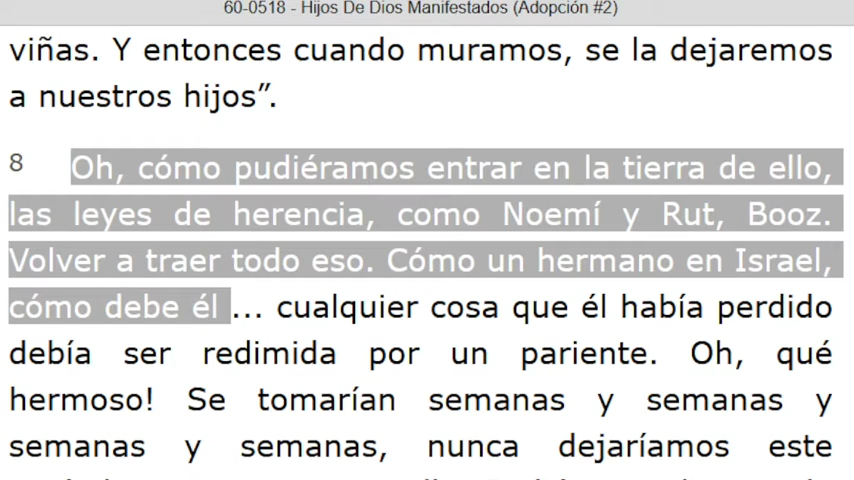 60-0518 - Hijos De Dios Manifestados (Adopción #2)
viñas. Y entonces cuando muramos, se la dejaremos
a nuestros hijos”.
8 Oh, cómo pudiéramos entrar en la tierra de ello,
las leyes de herencia, como Noemí y Rut, Booz.
Volver a traer todo eso. Cómo un hermano en Israel,
cómo debe él ... cualquier cosa que él había perdido
debía ser redimida por un pariente. Oh, qué
hermoso! Se tomarían semanas y semanas y
semanas y semanas, nunca dejaríamos este